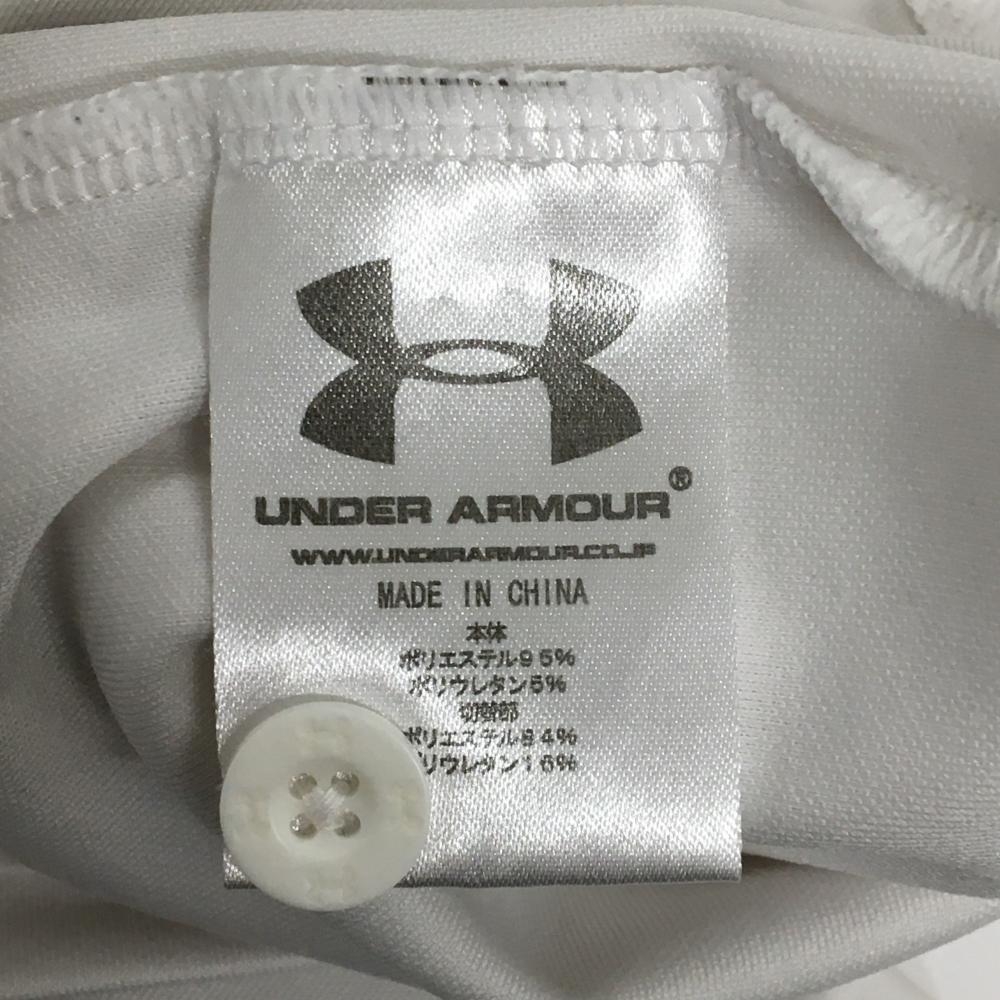 UNDER ARMOUR®
WWW.UNDERARMOUR.CO.JP
MADE IN CHINA
本体
ポリエステル95%
ポリウレタン5%
切替部
ポリエステル84%
リウレタン16%